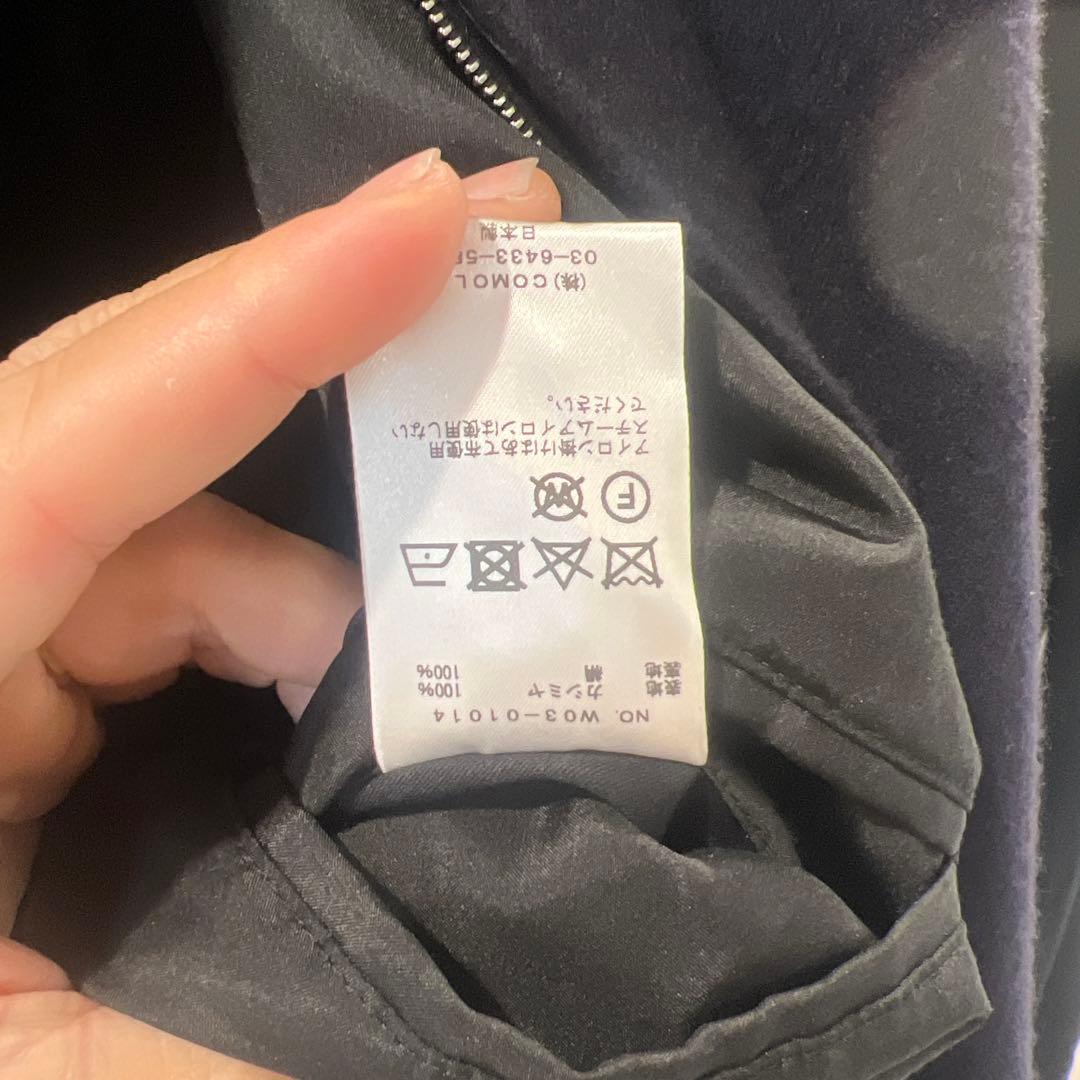 NO. W03-01014
表地 カシミヤ 100%
裏地 絹 100%
F W
アイロン掛けはあて布使用
スチームアイロンは使用しない
でください。
(株)COMOL
03-6433-5
日本製